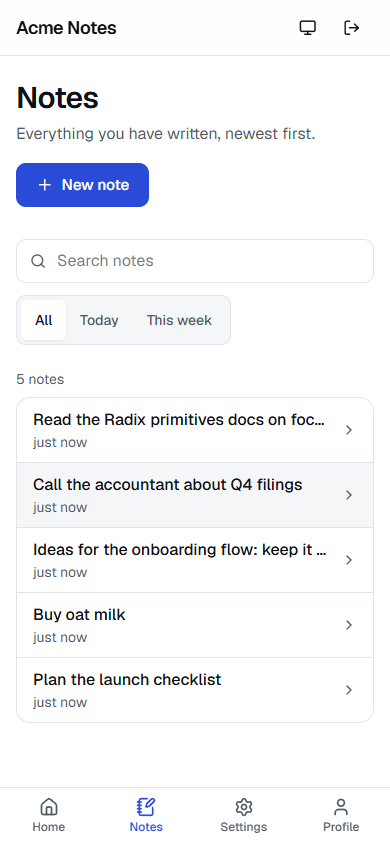 Acme Notes
Notes
Everything you have written, newest first.
New note
Search notes
All Today This week
5 notes
Read the Radix primitives docs on foc...
just now
Call the accountant about Q4 filings
just now
Ideas for the onboarding flow: keep it ...
just now
Buy oat milk
just now
Plan the launch checklist
just now
Home Notes Settings Profile